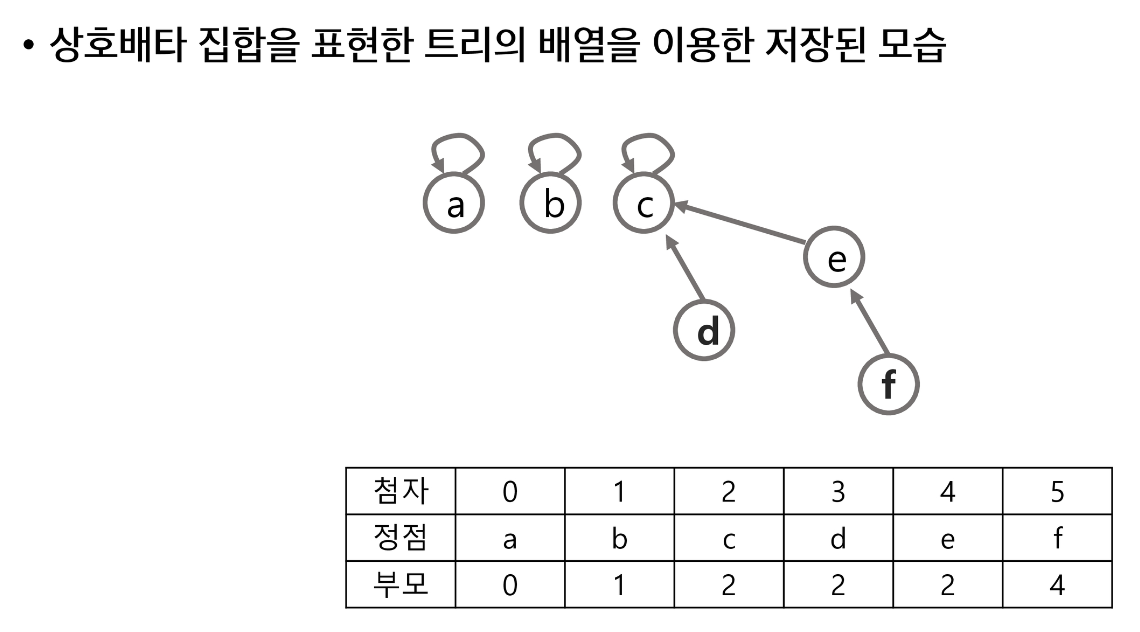 • 상호배타 집합을 표현한 트리의 배열을 이용한 저장된 모습
a b c
e
d
f
첨자 0 1 2 3 4 5
정점 a b c d e f
부모 0 1 2 2 2 4